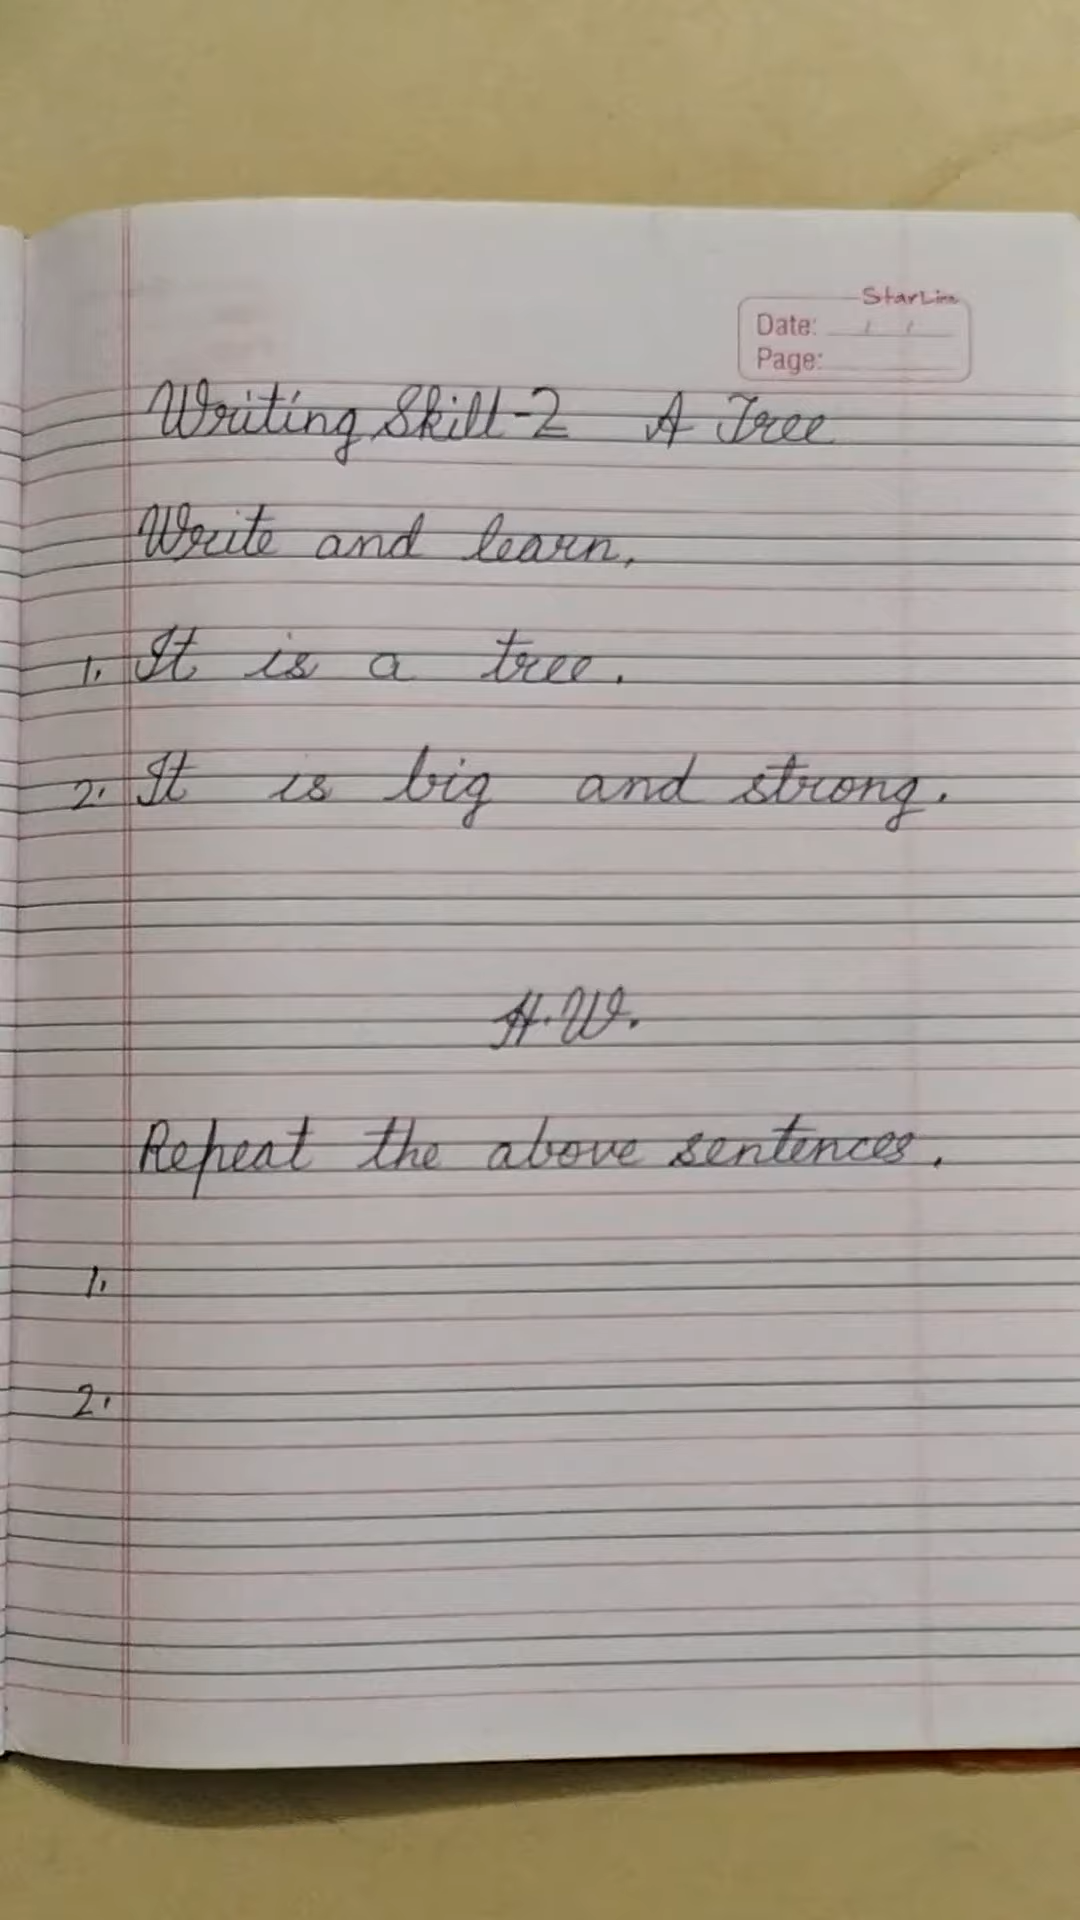 StarLine
Date: / /
Page:
Writing Skill-2 A Tree
Write and learn.
1. It is a tree.
2. It is big and strong.
H.W.
Repeat the above sentences.
1.
2.